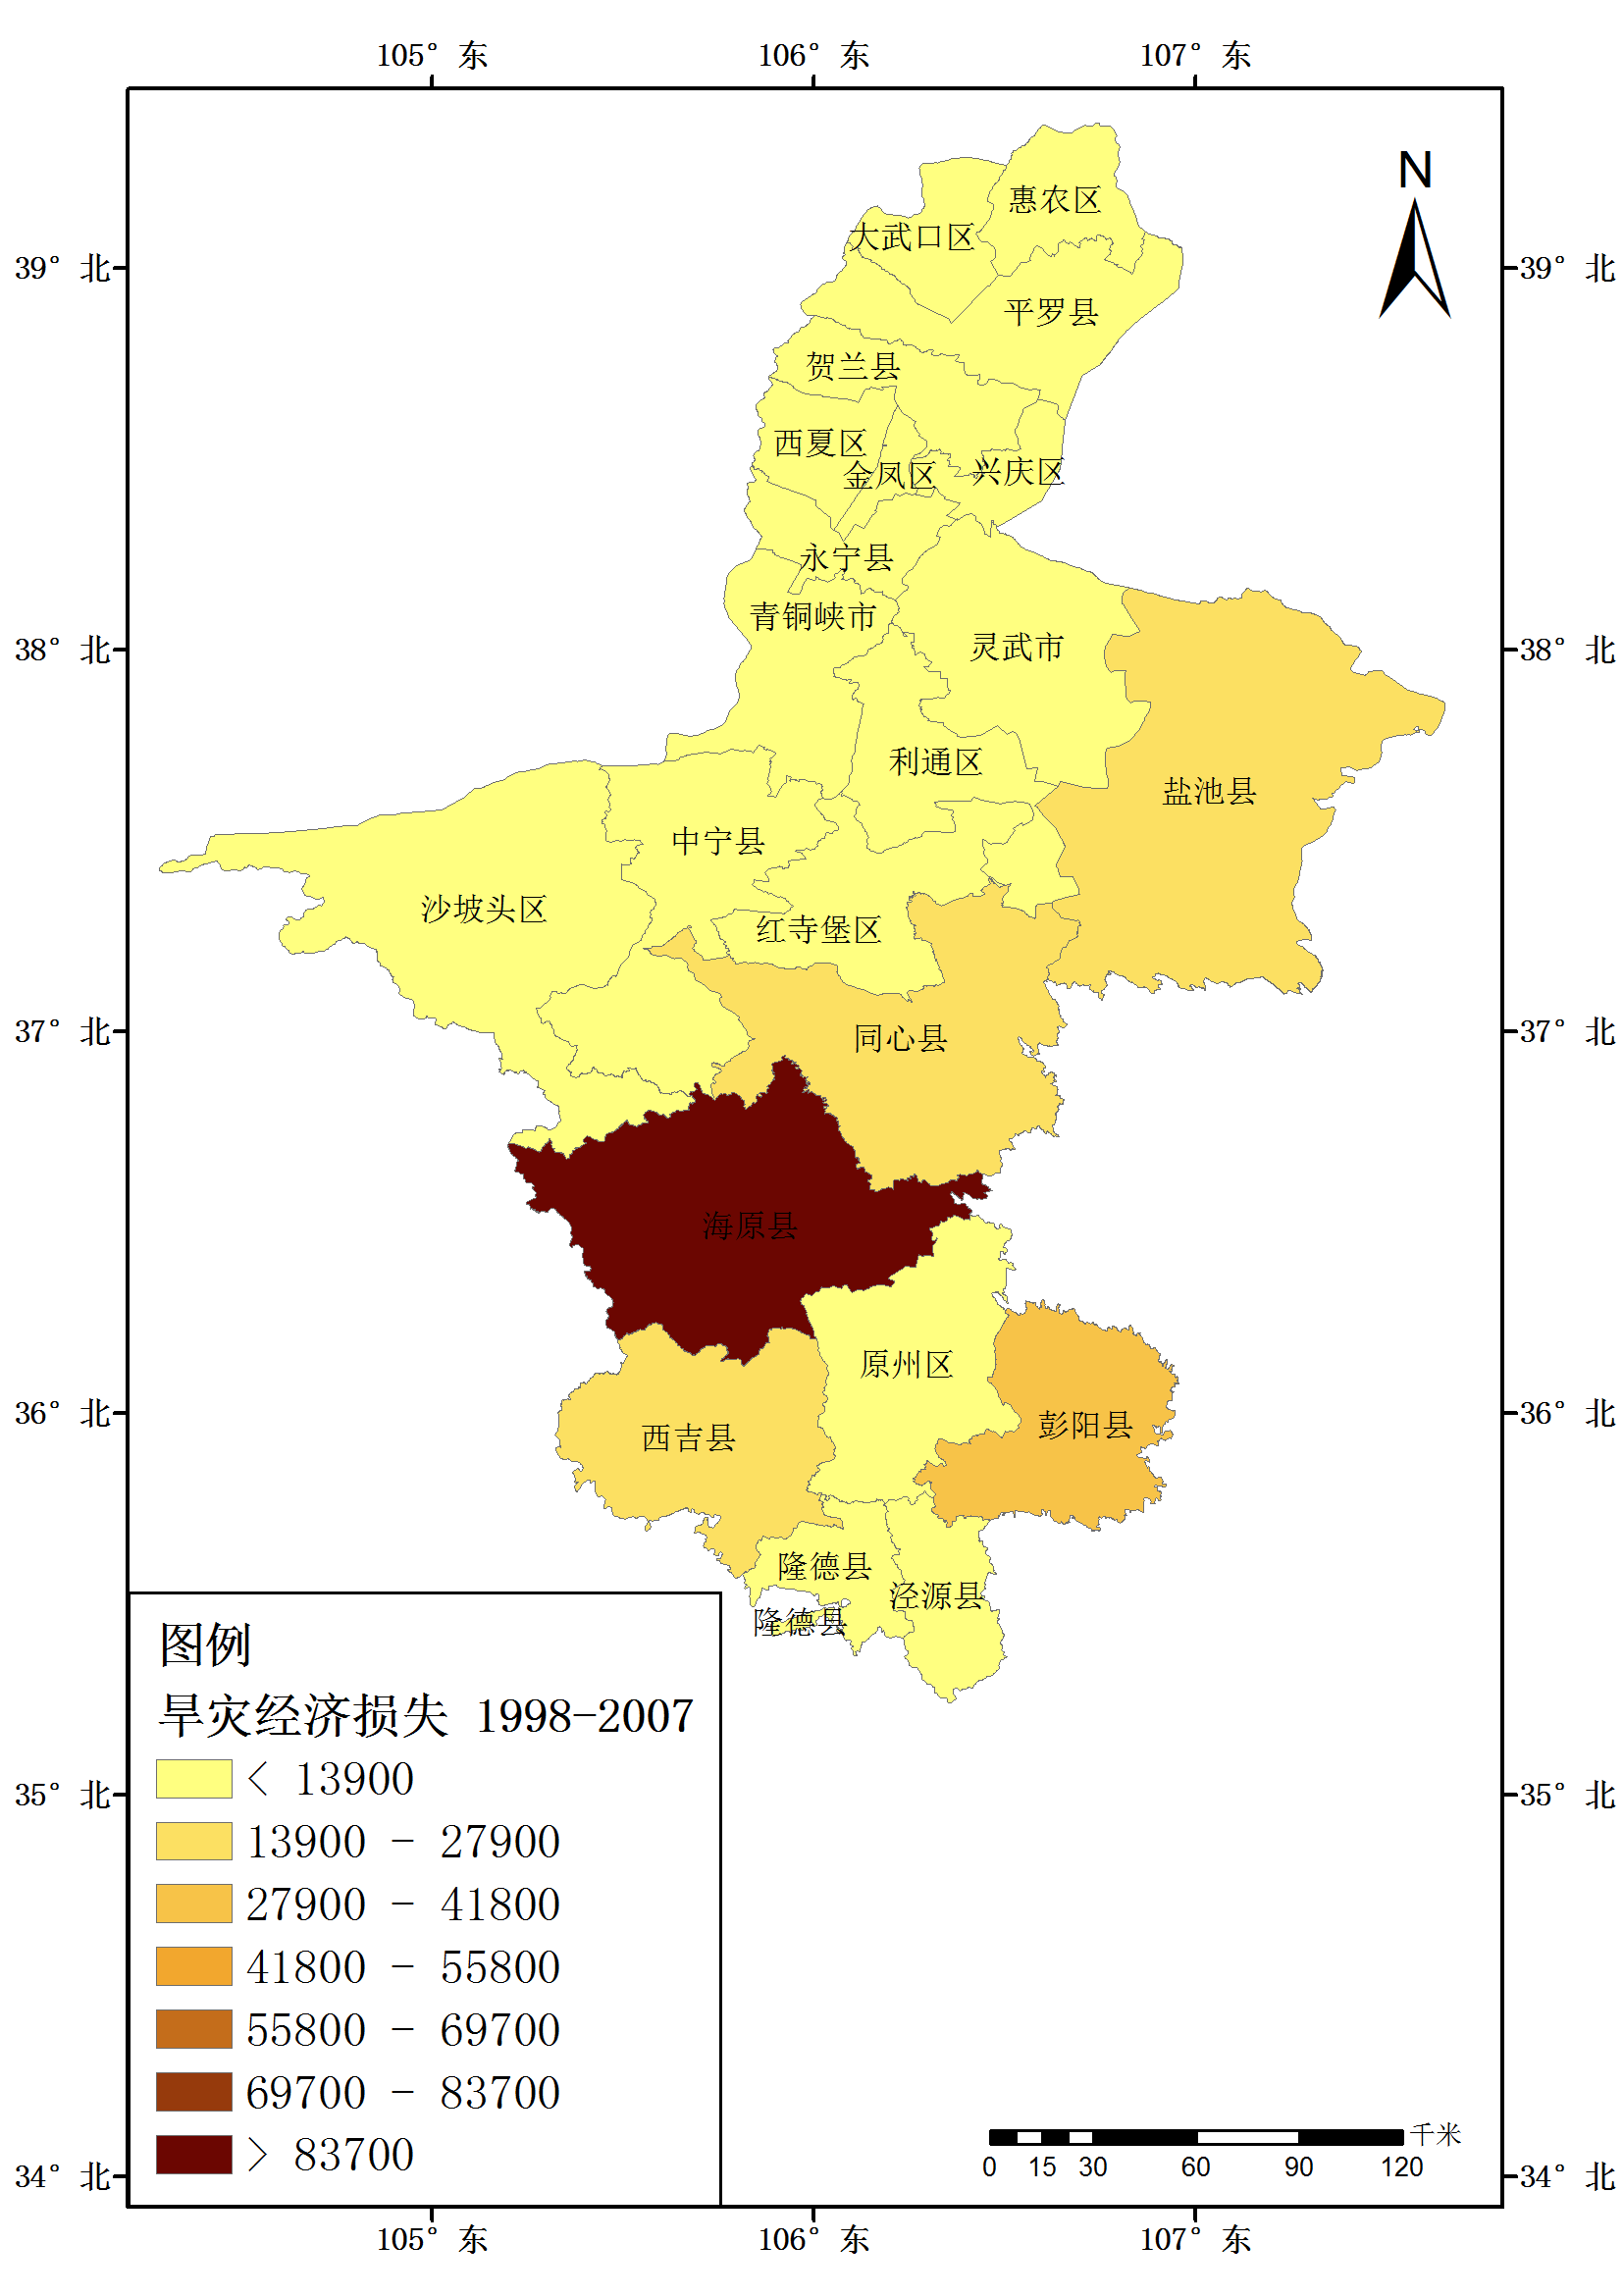 105° 东 106° 东 107° 东
N
惠农区
大武口区
39° 北 39° 北
平罗县
贺兰县
西夏区
金凤区 兴庆区
永宁县
青铜峡市
灵武市
38° 北 38° 北
利通区
盐池县
中宁县
沙坡头区
红寺堡区
37° 北 37° 北
同心县
海原县
原州区
36° 北 36° 北
彭阳县
西吉县
隆德县
泾源县
隆德县
图例
旱灾经济损失 1998-2007
< 13900
35° 北 35° 北
13900 - 27900
27900 - 41800
41800 - 55800
55800 - 69700
69700 - 83700
> 83700
千米
0 15 30 60 90 120
34° 北 34° 北
105° 东 106° 东 107° 东